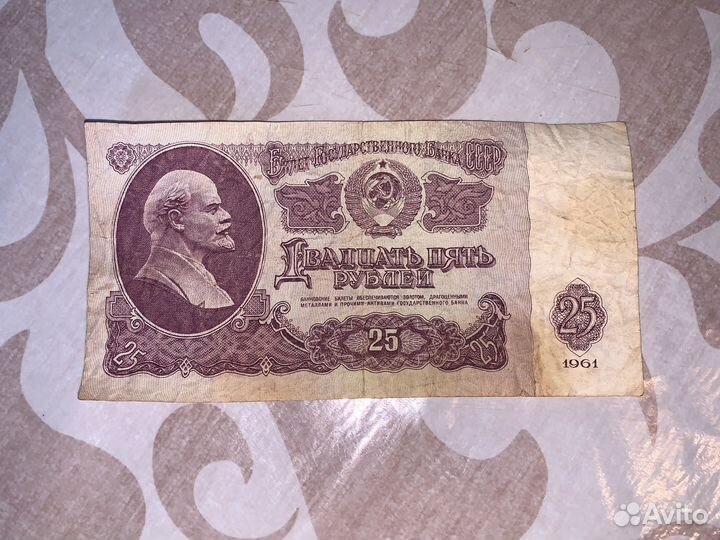 Билет Государственного Банка СССР
Двадцать пять
рублей
БАНКОВСКИЕ БИЛЕТЫ ОБЕСПЕЧИВАЮТСЯ ЗОЛОТОМ, ДРАГОЦЕННЫМИ
МЕТАЛЛАМИ И ПРОЧИМИ АКТИВАМИ ГОСУДАРСТВЕННОГО БАНКА
25
25
25
25
1961
Avito